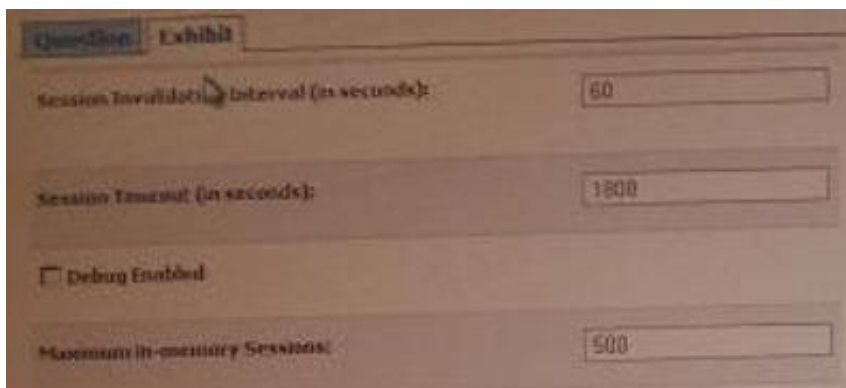 Question Exhibit
Session Invalidation Interval (in seconds): 60
Session Timeout (in seconds): 1800
Debug Enabled
Maximum in-memory Sessions: 500